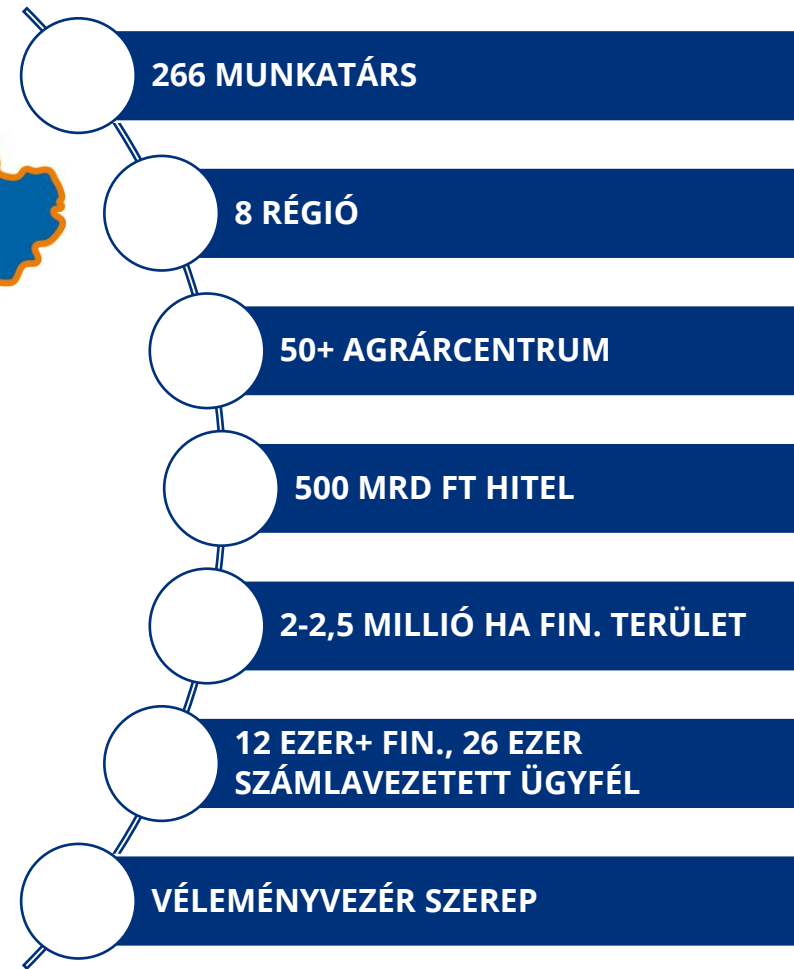 266 MUNKATÁRS
8 RÉGIÓ
50+ AGRÁRCENTRUM
500 MRD FT HITEL
2-2,5 MILLIÓ HA FIN. TERÜLET
12 EZER+ FIN., 26 EZER
SZÁMLAVEZETETT ÜGYFÉL
VÉLEMÉNYVEZÉR SZEREP